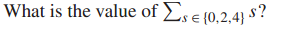 What is the value of ∑s ∈ {0,2,4} s?